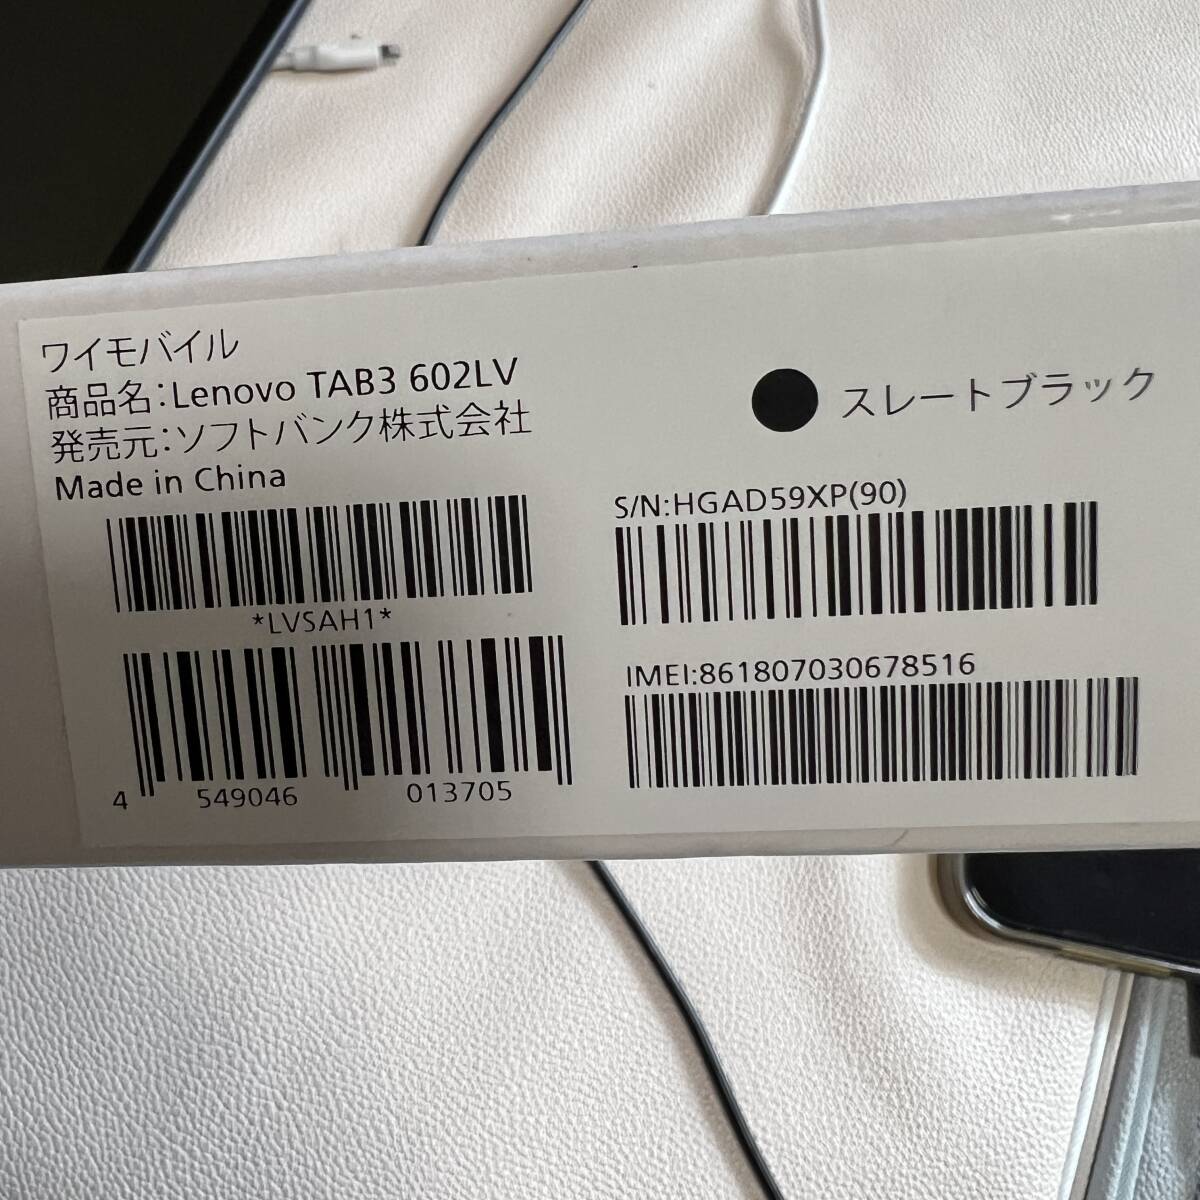 ワイモバイル
商品名:Lenovo TAB3 602LV
発売元:ソフトバンク株式会社
Made in China
*LVSAH1*
4 549046 013705
スレートブラック
S/N:HGAD59XP(90)
IMEI:861807030678516